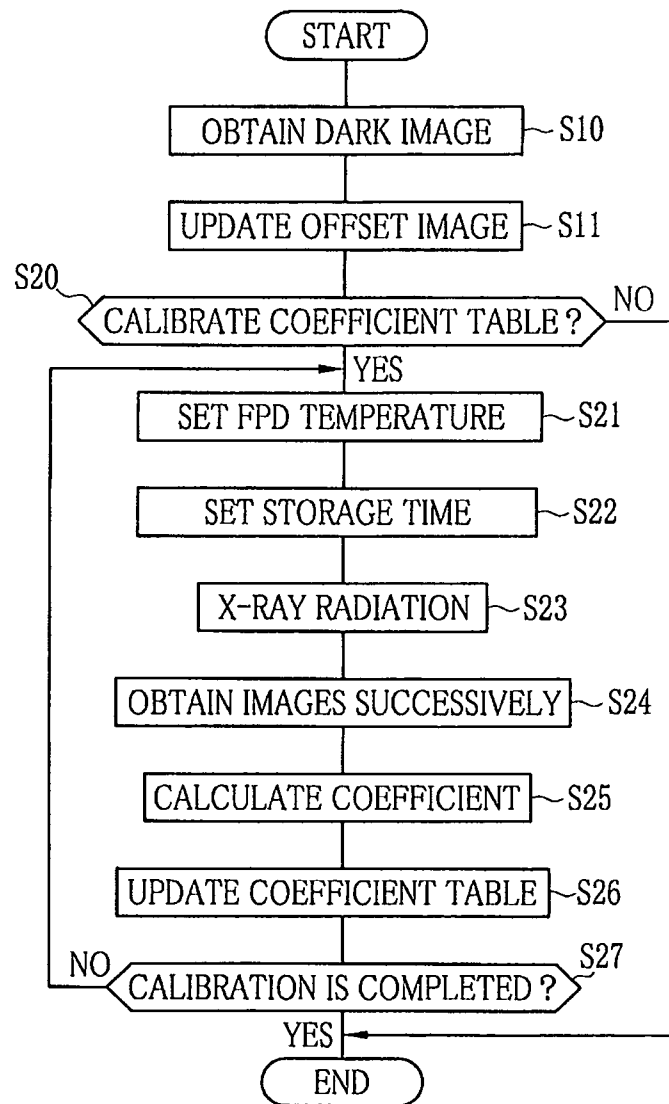 START
OBTAIN DARK IMAGE
S10
UPDATE OFFSET IMAGE
S11
S20
CALIBRATE COEFFICIENT TABLE?
NO
YES
SET FPD TEMPERATURE
S21
SET STORAGE TIME
S22
X-RAY RADIATION
S23
OBTAIN IMAGES SUCCESSIVELY
S24
CALCULATE COEFFICIENT
S25
UPDATE COEFFICIENT TABLE
S26
NO
CALIBRATION IS COMPLETED?
S27
YES
END